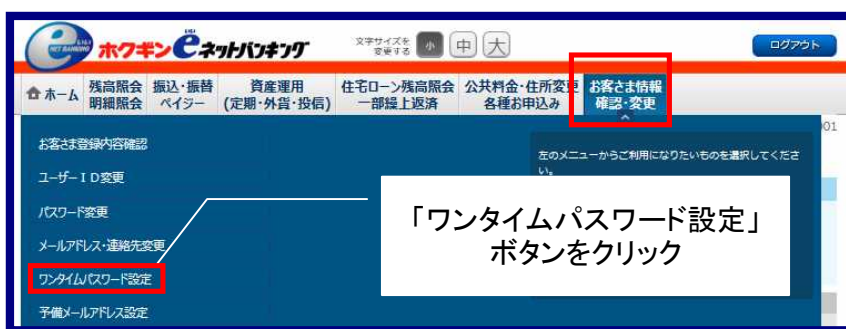 e NET BANKING
ホクギンeネットバンキング
文字サイズを
変更する
小 中 大
ログアウト
ホーム
残高照会
明細照会
振込・振替
ペイジー
資産運用
(定期・外貨・投信)
住宅ローン残高照会
一部繰上返済
公共料金・住所変更
各種お申込み
お客さま情報
確認・変更
01
お客さま登録内容確認
左のメニューからご利用になりたいものを選択してくださ
い。
ユーザーID変更
パスワード変更
メールアドレス・連絡先変更
ワンタイムパスワード設定
予備メールアドレス設定
「ワンタイムパスワード設定」
ボタンをクリック